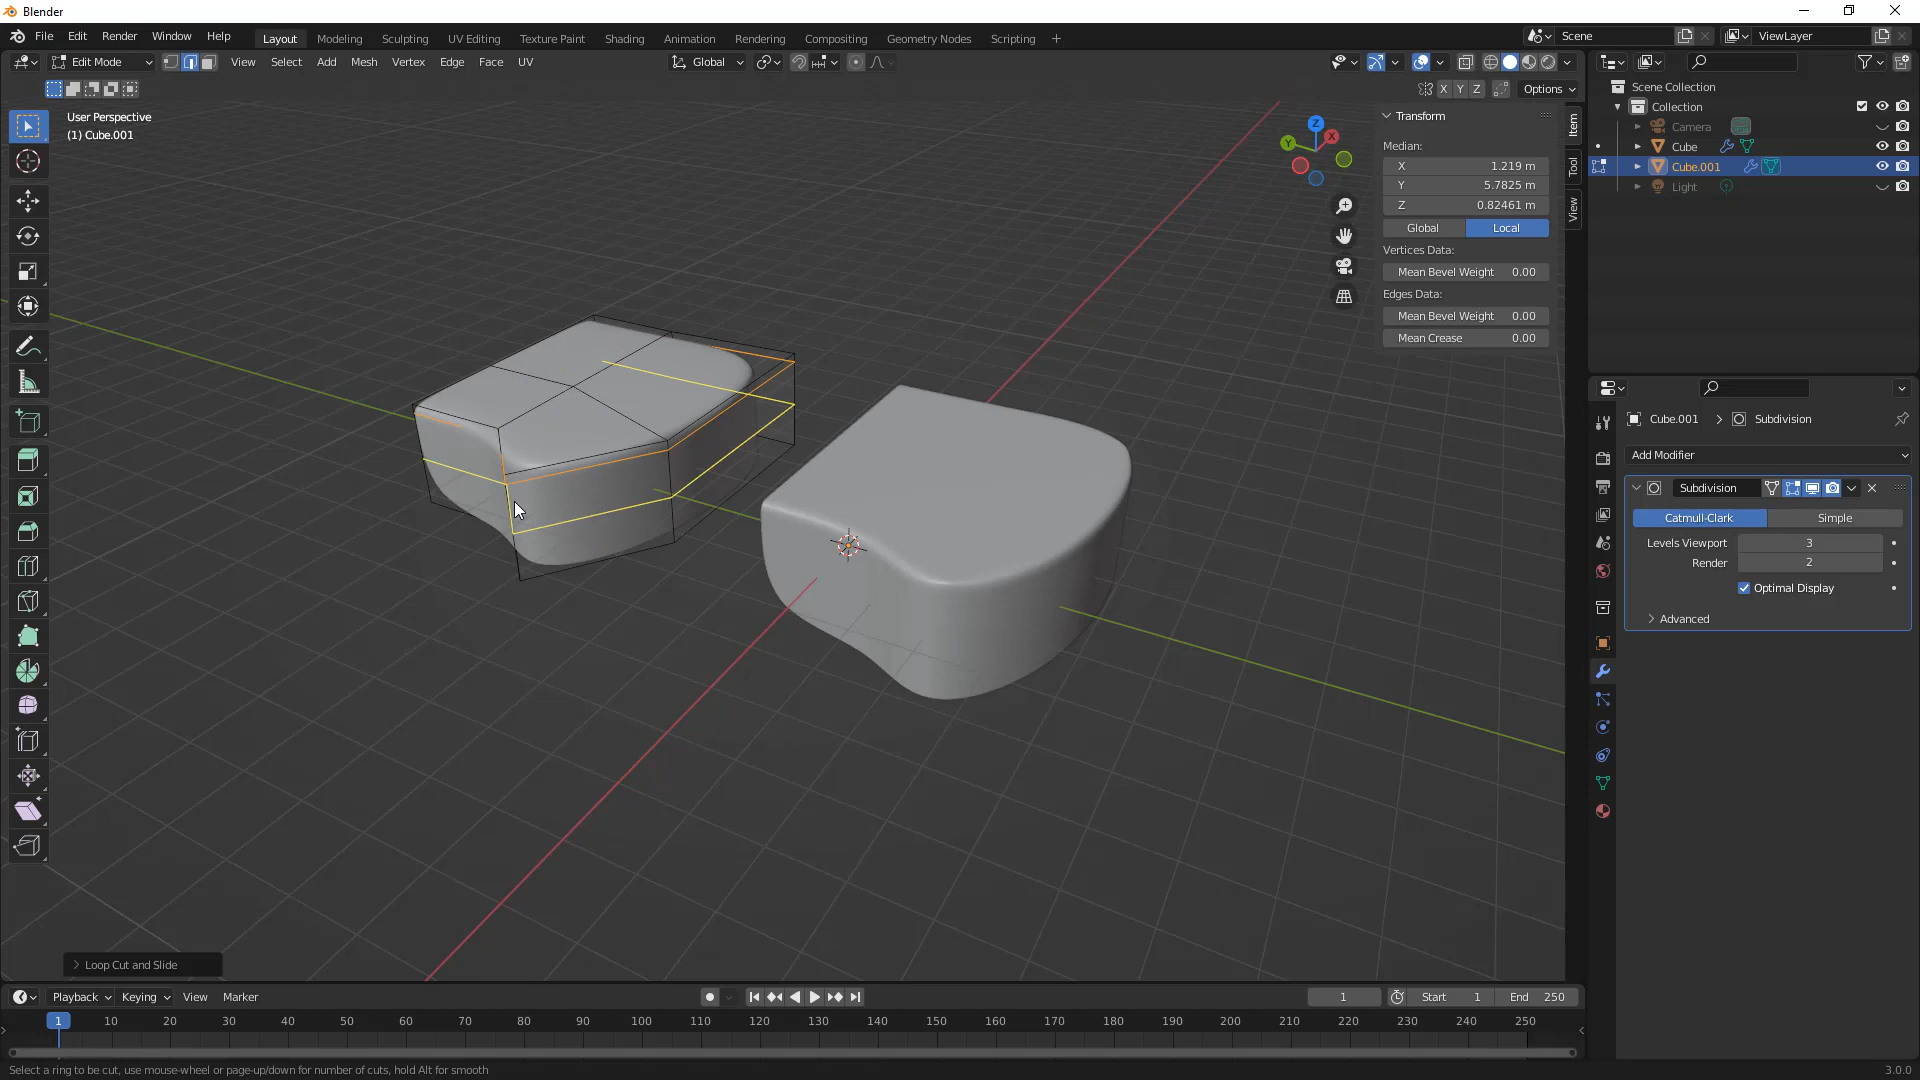 Blender
File Edit Render Window Help
Layout Modeling Sculpting UV Editing Texture Paint Shading Animation Rendering Compositing Geometry Nodes Scripting +
Scene
ViewLayer
Edit Mode
View Select Add Mesh Vertex Edge Face UV
Global
X Y Z
Options
User Perspective
(1) Cube.001
Z
Y
X
Transform
Median:
X 1.219 m
Y 5.7825 m
Z 0.82461 m
Global Local
Vertices Data:
Mean Bevel Weight 0.00
Edges Data:
Mean Bevel Weight 0.00
Mean Crease 0.00
Item
Tool
View
Scene Collection
Collection
Camera
Cube
Cube.001
Light
Cube.001 > Subdivision
Add Modifier
Subdivision
Catmull-Clark Simple
Levels Viewport 3
Render 2
Optimal Display
Advanced
Loop Cut and Slide
Playback Keying View Marker
1
Start 1
End 250
1 10 20 30 40 50 60 70 80 90 100 110 120 130 140 150 160 170 180 190 200 210 220 230 240 250
Select a ring to be cut, use mouse-wheel or page-up/down for number of cuts, hold Alt for smooth
3.0.0